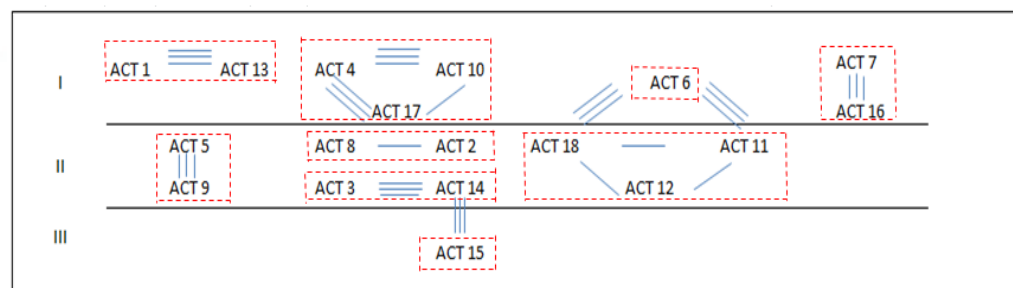 ACT 7
I
ACT 1 ACT 13 ACT 4 ACT 10 ACT 6
ACT 17 ACT 16
ACT 5 ACT 8 ACT 2 ACT 18 ACT 11
II
ACT 9 ACT 3 ACT 14 ACT 12
III
ACT 15